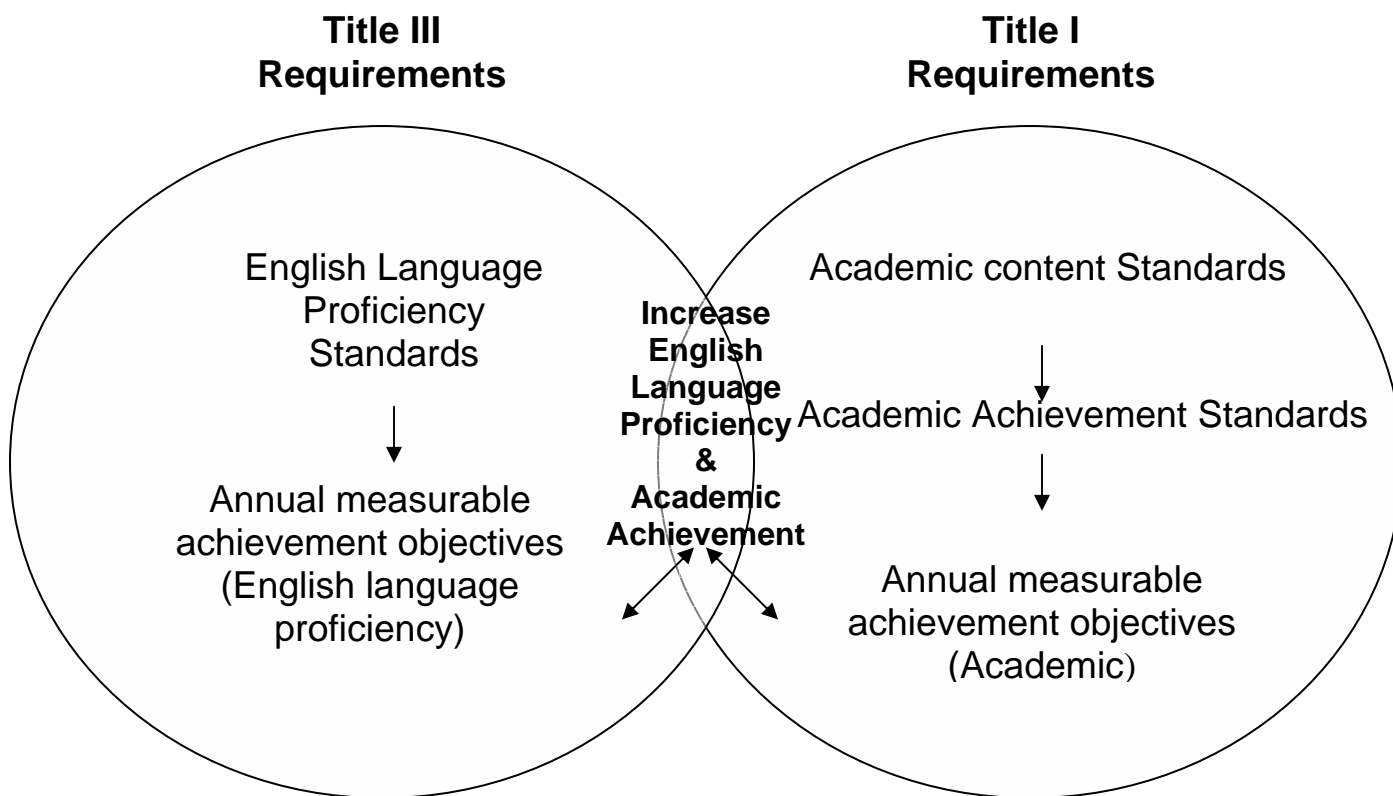 Title III
Requirements
Title I
Requirements
English Language
Proficiency
Standards
Annual measurable
achievement objectives
(English language
proficiency)
Increase
English
Language
Proficiency
&
Academic
Achievement
Academic content Standards
Academic Achievement Standards
Annual measurable
achievement objectives
(Academic)